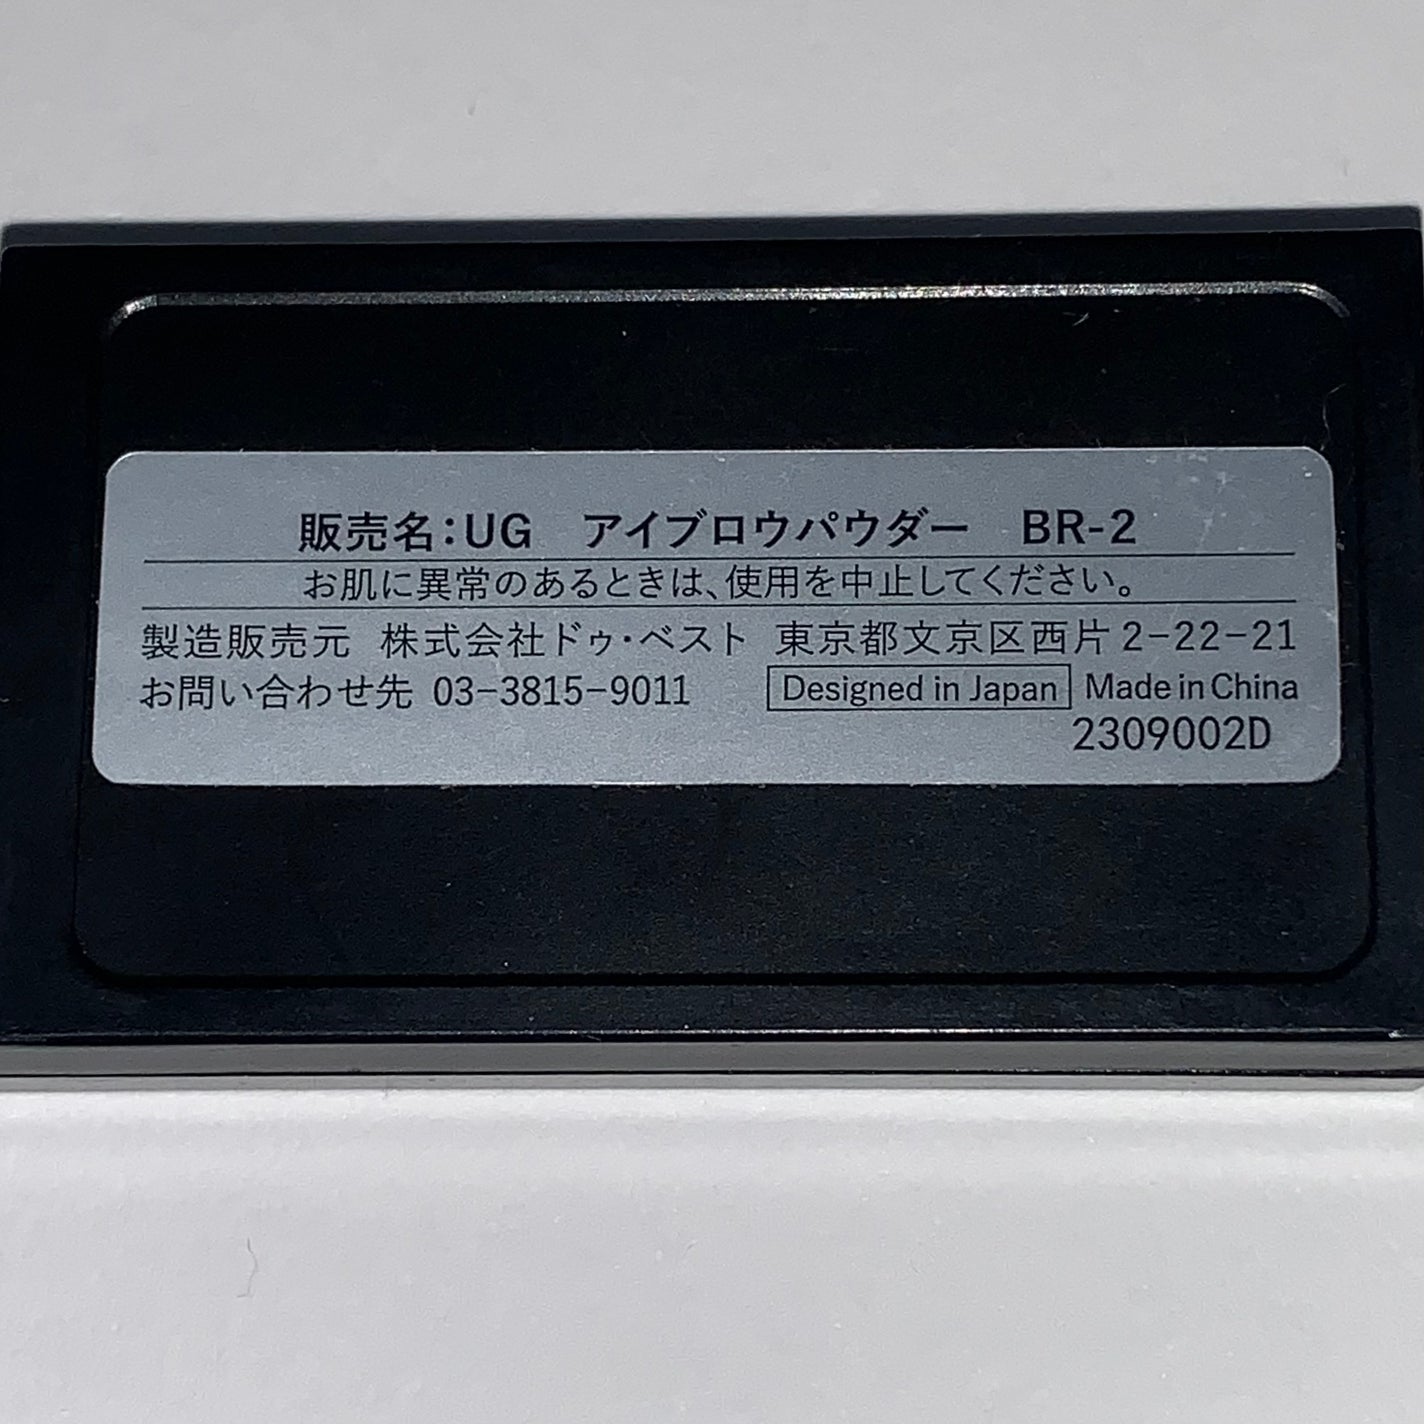 販売名:UG アイブロウパウダー BR-2
お肌に異常のあるときは、使用を中止してください。
製造販売元 株式会社ドゥ・ベスト 東京都文京区西片2-22-21
お問い合わせ先 03-3815-9011 Designed in Japan Made in China
2309002D